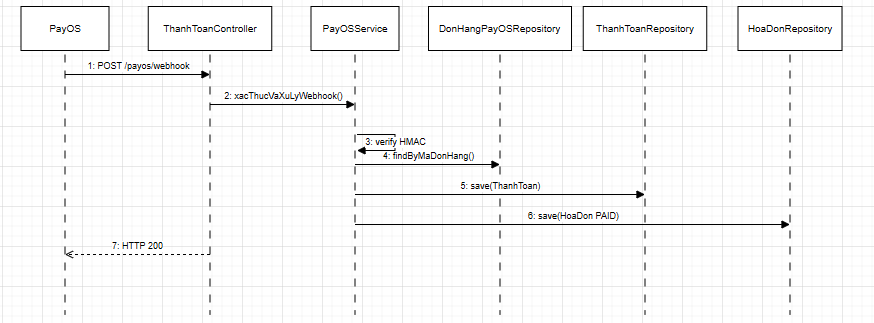 PayOS
ThanhToanController
PayOSService
DonHangPayOSRepository
ThanhToanRepository
HoaDonRepository
1: POST /payos/webhook
2: xacThucVaXuLyWebhook()
3: verify HMAC
4: findByMaDonHang()
5: save(ThanhToan)
6: save(HoaDon PAID)
7: HTTP 200